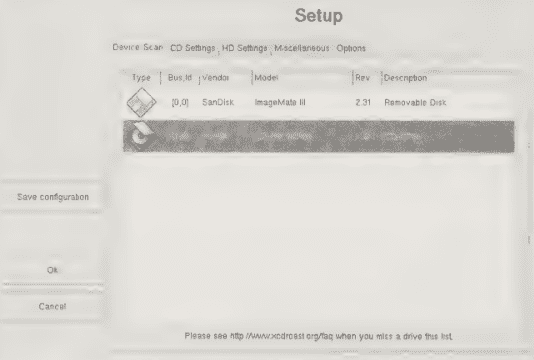 Setup
Device Scan CD Settings HD Settings Miscellaneous Options
Type Bus,Id Vendor Model Rev. Description
[0,0] SanDisk ImageMate III 2.31 Removable Disk
Save configuration
Ok
Cancel
Please see http://www.xcdroast.org/faq when you miss a drive this list.